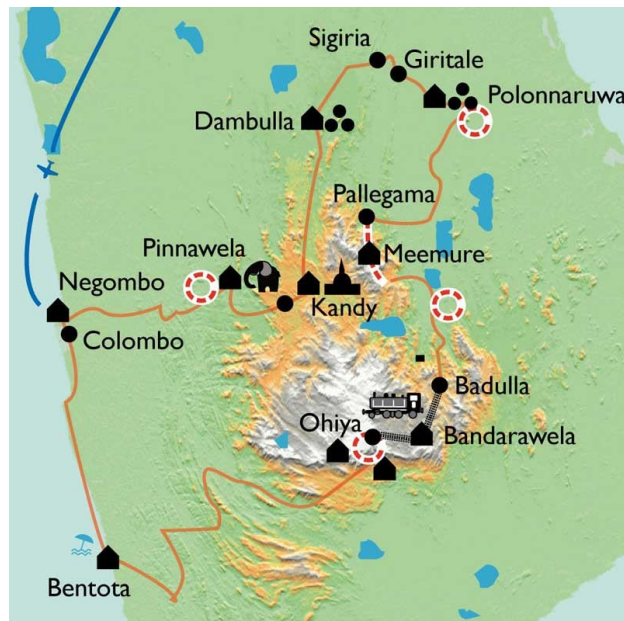 Sigiria
Giritale
Polonnaruwa
Dambulla
Pallegama
Pinnawela
Meemure
Negombo
Kandy
Colombo
Badulla
Ohiya
Bandarawela
Bentota